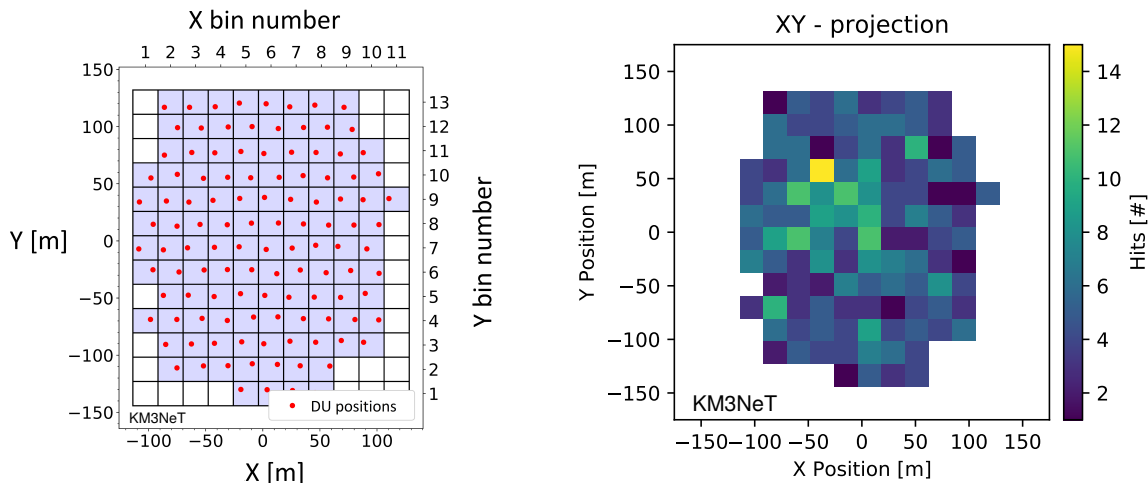 X bin number
1 2 3 4 5 6 7 8 9 10 11
150
100
50
0
−50
−100
−150
Y [m]
13
12
11
10
9
8
7
6
5
4
3
2
1
Y bin number
DU positions
KM3NeT
−100 −50 0 50 100
X [m]
XY - projection
150
100
50
0
−50
−100
−150
Y Position [m]
KM3NeT
−150 −100 −50 0 50 100 150
X Position [m]
14
12
10
8
6
4
2
Hits [#]